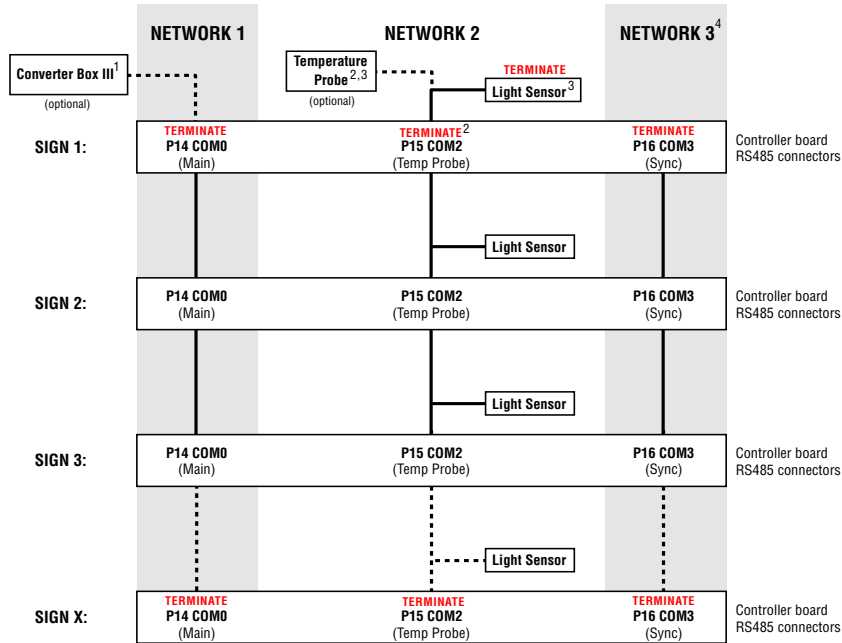 NETWORK 1 NETWORK 2 NETWORK 3⁴
Converter Box III¹
(optional)
Temperature
Probe²,³
(optional)
TERMINATE
Light Sensor³
SIGN 1:
TERMINATE TERMINATE² TERMINATE
P14 COM0 P15 COM2 P16 COM3
(Main) (Temp Probe) (Sync)
Controller board
RS485 connectors
Light Sensor
SIGN 2:
P14 COM0 P15 COM2 P16 COM3
(Main) (Temp Probe) (Sync)
Controller board
RS485 connectors
Light Sensor
SIGN 3:
P14 COM0 P15 COM2 P16 COM3
(Main) (Temp Probe) (Sync)
Controller board
RS485 connectors
Light Sensor
SIGN X:
TERMINATE TERMINATE TERMINATE
P14 COM0 P15 COM2 P16 COM3
(Main) (Temp Probe) (Sync)
Controller board
RS485 connectors